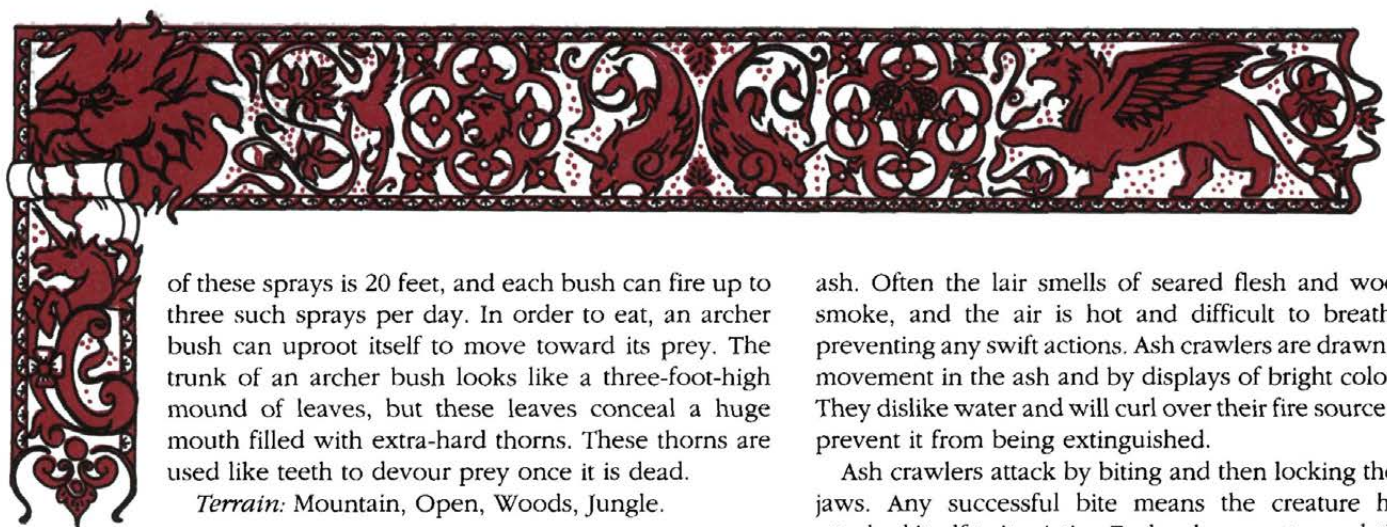 of these sprays is 20 feet, and each bush can fire up to
three such sprays per day. In order to eat, an archer
bush can uproot itself to move toward its prey. The
trunk of an archer bush looks like a three-foot-high
mound of leaves, but these leaves conceal a huge
mouth filled with extra-hard thorns. These thorns are
used like teeth to devour prey once it is dead.
Terrain: Mountain, Open, Woods, Jungle.
ash. Often the lair smells of seared flesh and
smoke, and the air is hot and difficult to
preventing any swift actions. Ash crawlers are drawn
movement in the ash and by displays of bright
They dislike water and will curl over their fire source
prevent it from being extinguished.
Ash crawlers attack by biting and then locking
jaws. Any successful bite means the creature